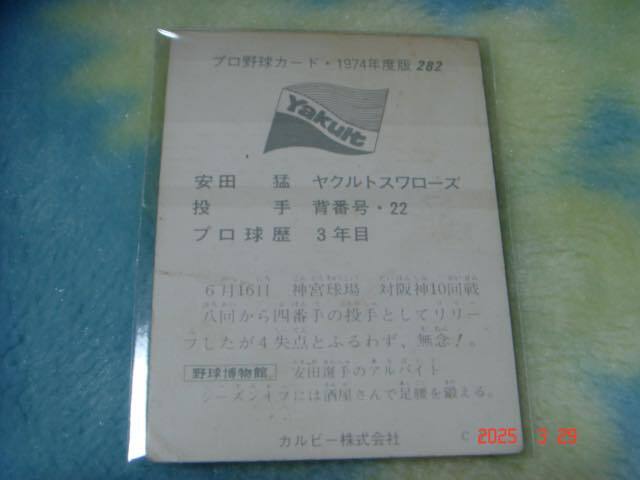 プロ野球カード・1974年度版 282
Yakult
安田 猛 ヤクルトスワローズ
投 手 背番号・22
プロ球歴 3年目
6月16日 神宮球場 対阪神10回戦
八回から四番手の投手としてリリー
フしたが4失点とふるわず、無念！。
野球博物館 安田選手のアルバイト
シーズンオフには酒屋さんで足腰を鍛える。
カルビー株式会社 C
2025 3 29